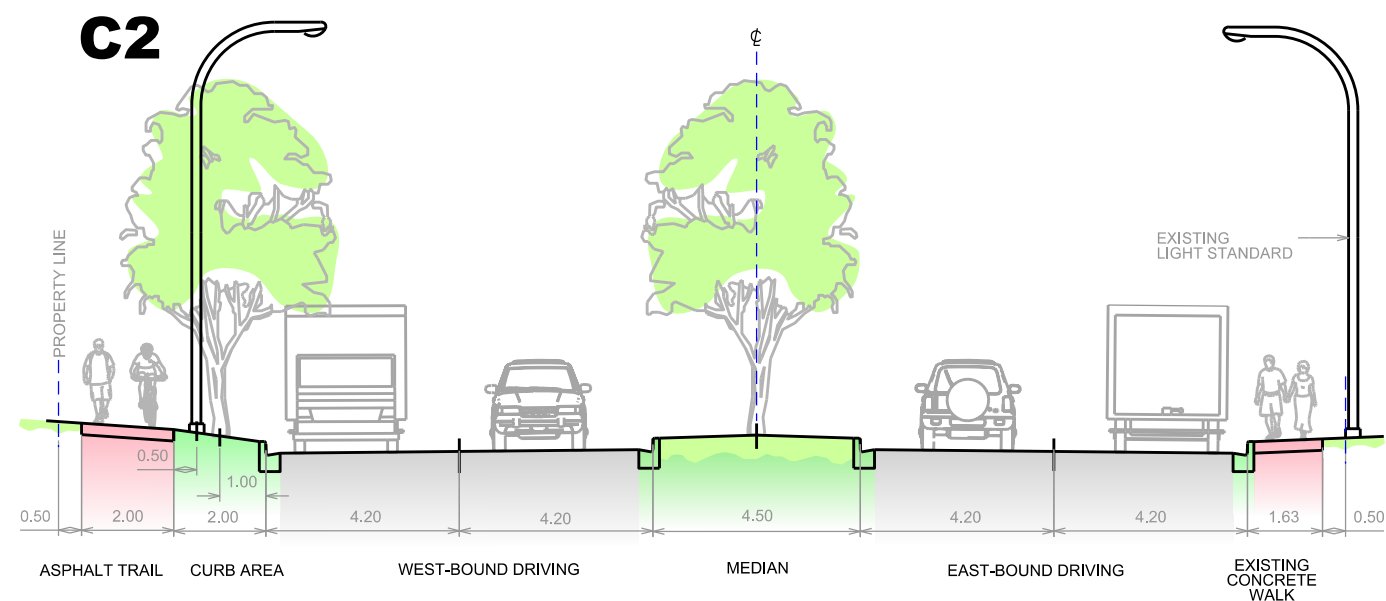 C2
℄
PROPERTY LINE
EXISTING
LIGHT STANDARD
0.50
1.00
0.50
2.00
2.00
4.20
4.20
4.50
4.20
4.20
1.63
0.50
ASPHALT TRAIL
CURB AREA
WEST-BOUND DRIVING
MEDIAN
EAST-BOUND DRIVING
EXISTING
CONCRETE
WALK